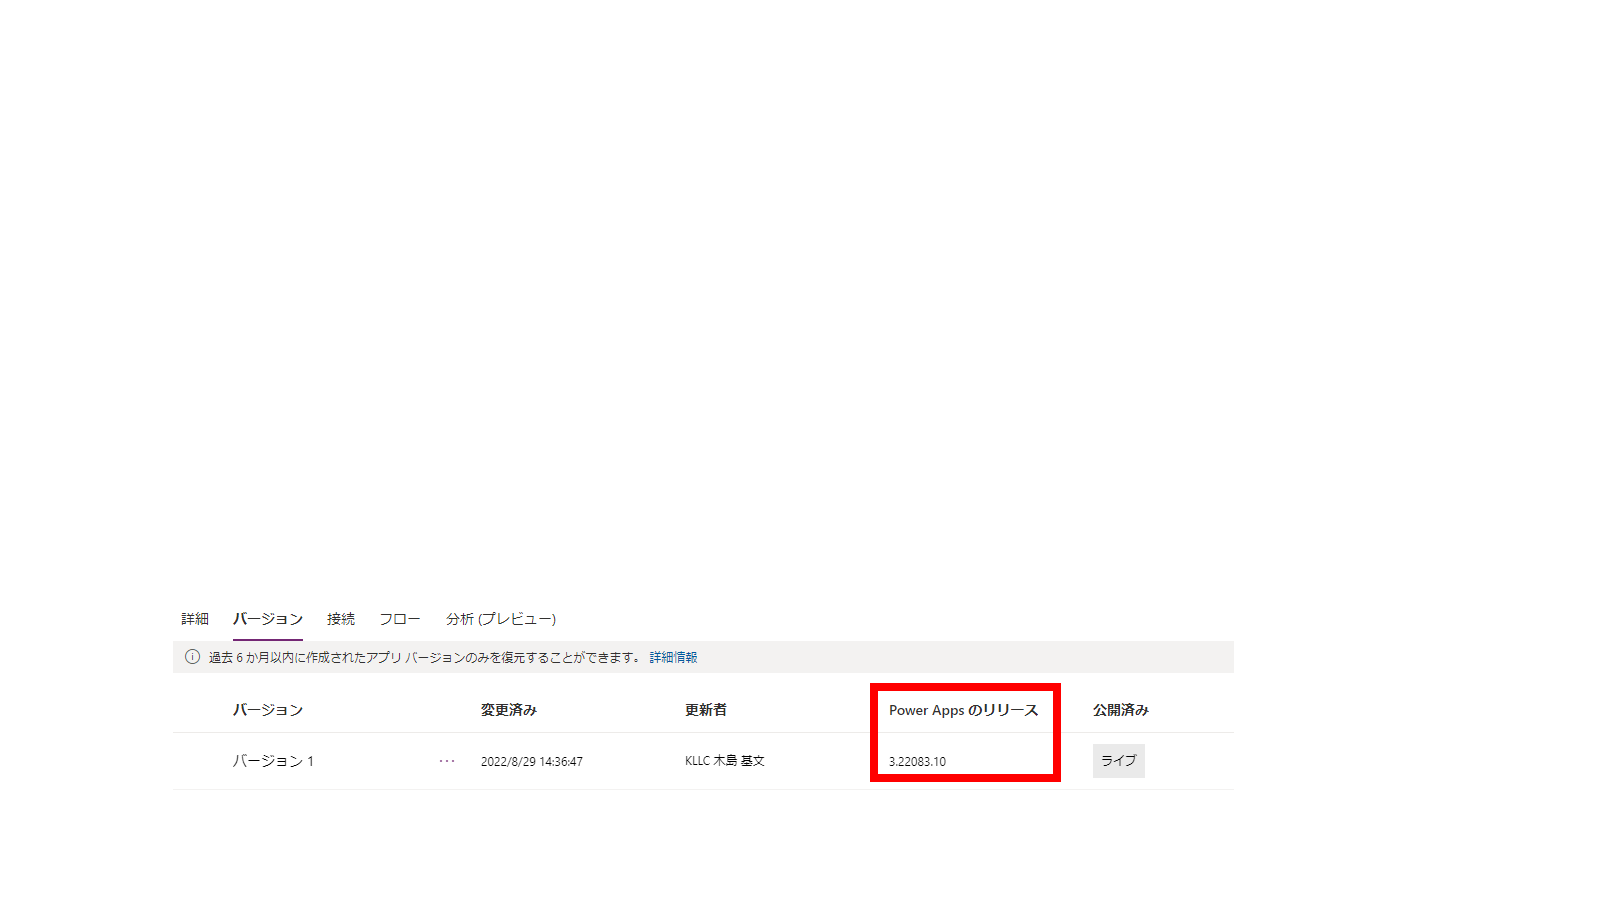 詳細 バージョン 接続 フロー 分析 (プレビュー)
過去 6 か月以内に作成されたアプリ バージョンのみを復元することができます。 詳細情報
バージョン 変更済み 更新者 Power Apps のリリース 公開済み
バージョン 1 ··· 2022/8/29 14:36:47 KLLC 木島 基文 3.22083.10 ライブ